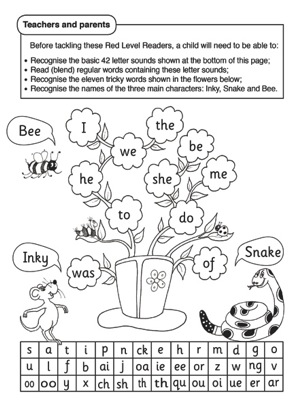 Teachers and parents
Before tackling these Red Level Readers, a child will need to be able to:
• Recognise the basic 42 letter sounds shown at the bottom of this page;
• Read (blend) regular words containing these letter sounds;
• Recognise the eleven tricky words shown in the flowers below;
• Recognise the names of the three main characters: Inky, Snake and Bee.
Bee
I
the
we
be
he
she
me
to
do
Inky
was
of
Snake
s a t i p n ck e h r m d g o
u l f b ai j oa ie ee or z w ng v
oo oo y x ch sh th th qu ou oi ue er ar